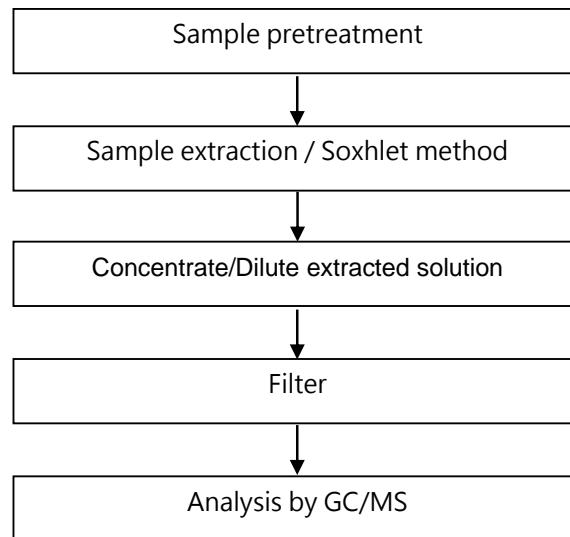 Sample pretreatment
Sample extraction / Soxhlet method
Concentrate/Dilute extracted solution
Filter
Analysis by GC/MS